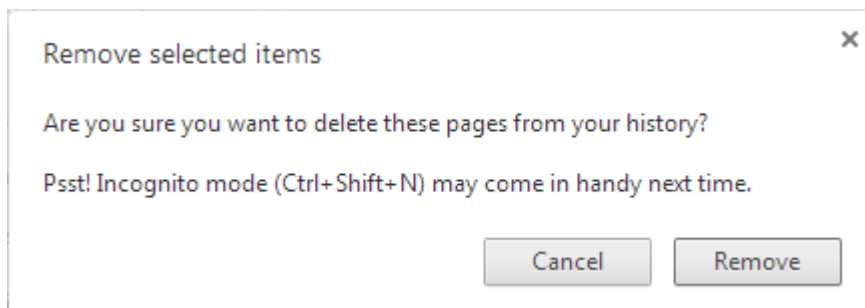 Remove selected items
Are you sure you want to delete these pages from your history?
Psst! Incognito mode (Ctrl+Shift+N) may come in handy next time.
Cancel Remove